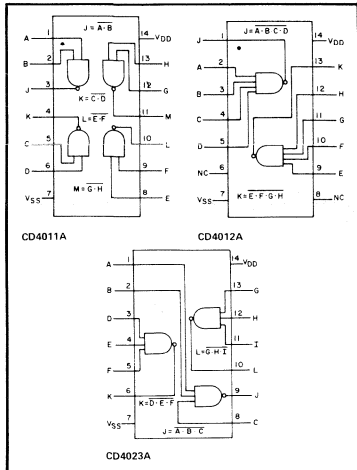 J = A·B
A 1 14 VDD
B 2 13 H
12 G
J 3
K = C·D
K 4 11 M
L = E·F
C 5 10 L
D 6 9 F
M = G·H
VSS 7 8 E
CD4011A
J = A·B·C·D
J 1 14 VDD
A 2 13 K
B 3 12 H
C 4 11 G
D 5 10 F
NC 6 9 E
VSS 7 8 NC
K = E·F·G·H
CD4012A
A 1 14 VDD
B 2 13 G
D 3 12 H
E 4 11 I
L = G·H·I
F 5 10 L
K 6 9 J
K = D·E·F
VSS 7 8 C
J = A·B·C
CD4023A